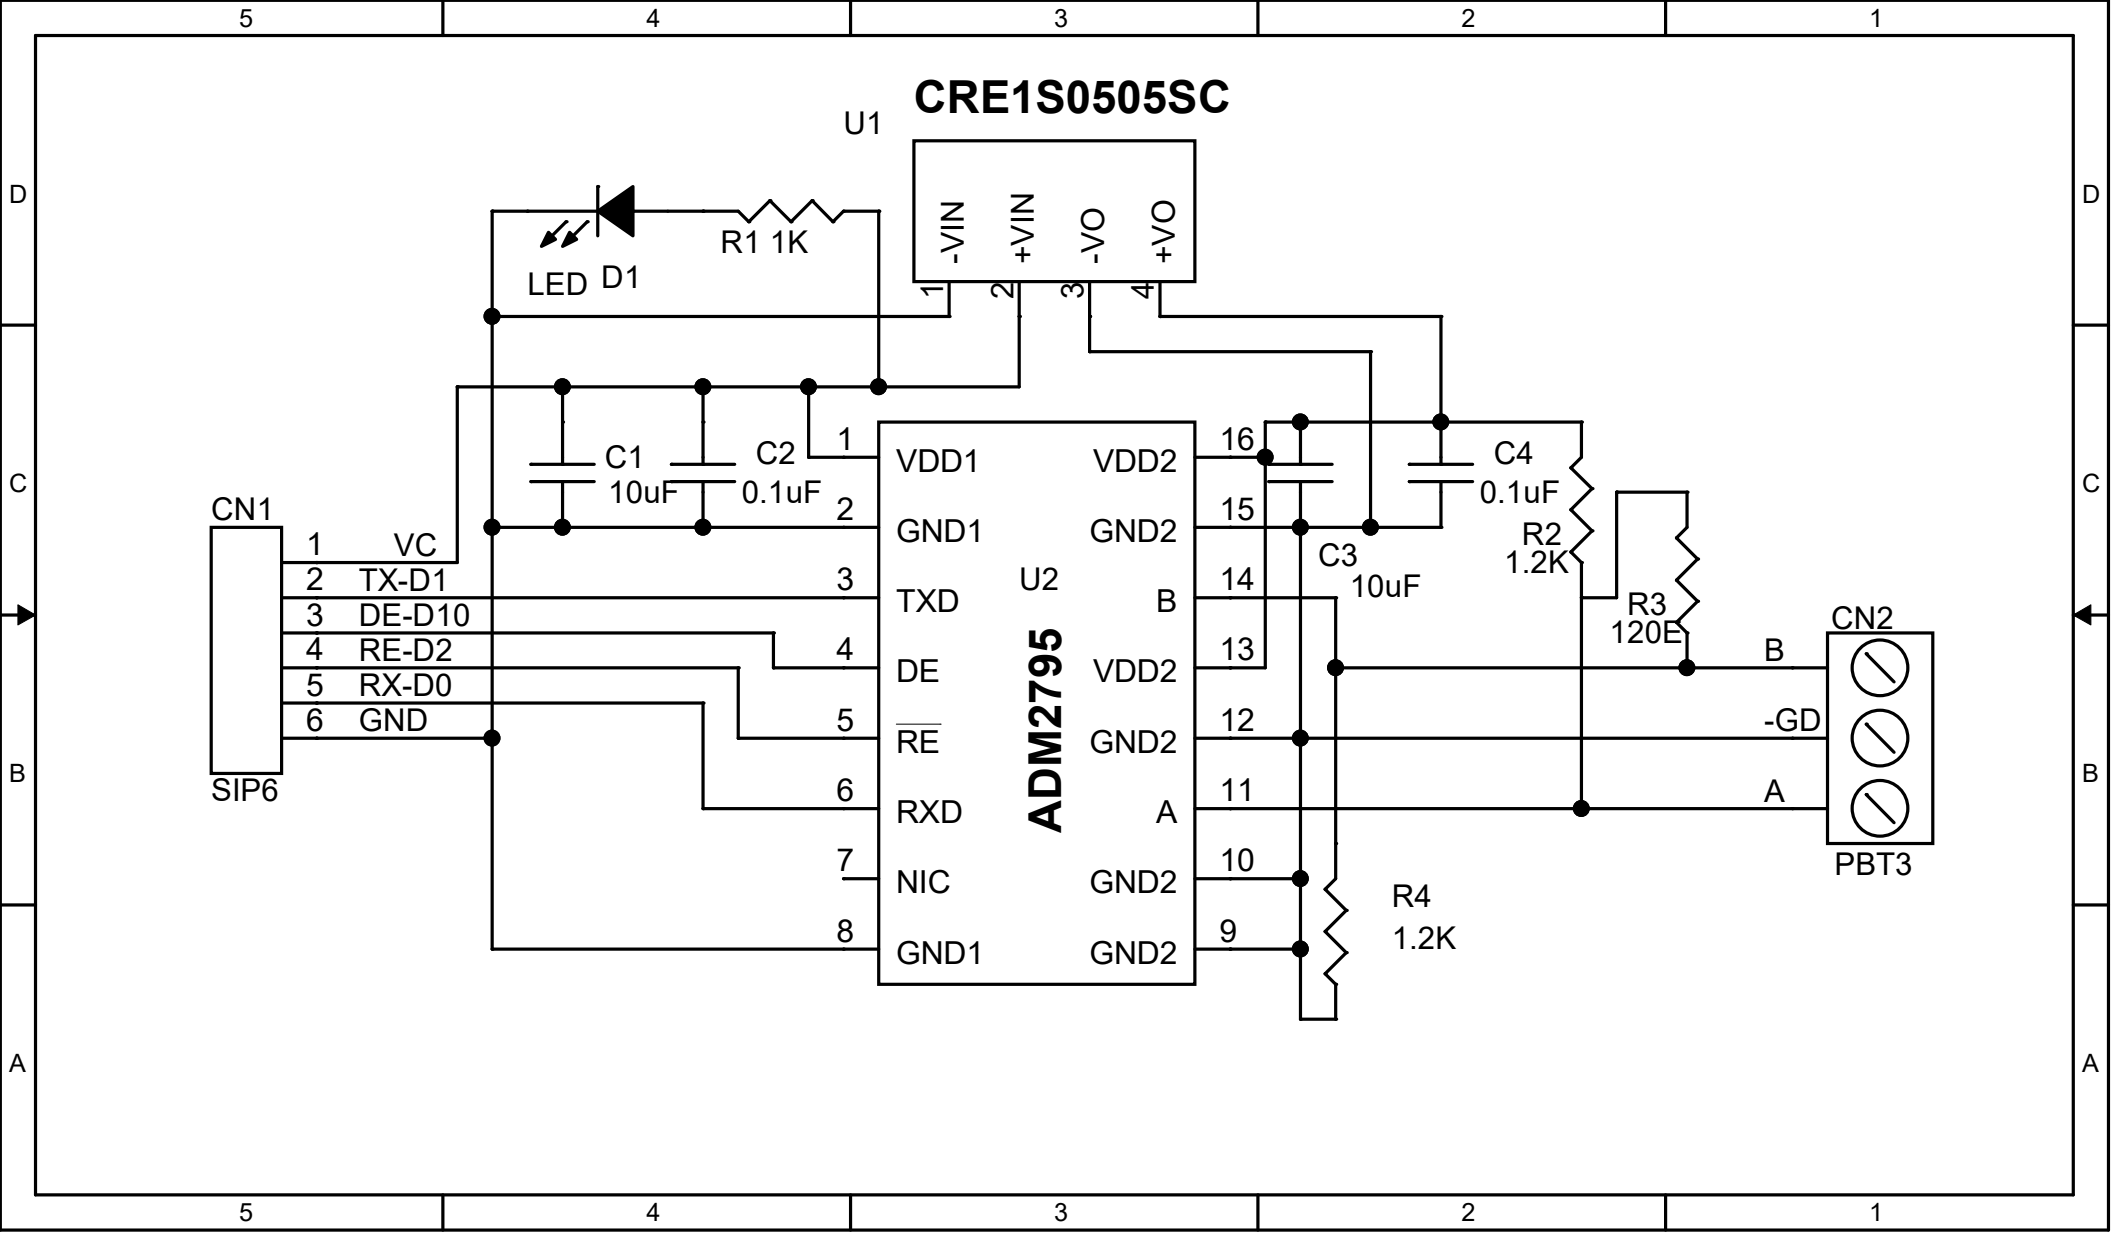 5 4 3 2 1
CRE1S0505SC
U1
D D
-VIN +VIN -VO +VO
1 2 3 4
R1 1K
LED D1
C C
1 VDD1 VDD2 16
C1 10uF
C2 0.1uF
C4 0.1uF
2 GND1 GND2 15
CN1
R2 1.2K
C3 10uF
1 VC
2 TX-D1
3 DE-D10
4 RE-D2
5 RX-D0
6 GND
SIP6
U2
ADM2795
3 TXD B 14
4 DE VDD2 13
5 RE GND2 12
6 RXD A 11
7 NIC GND2 10
8 GND1 GND2 9
R3 120E
CN2
B
-GD
A
PBT3
R4
1.2K
B B
A A
5 4 3 2 1